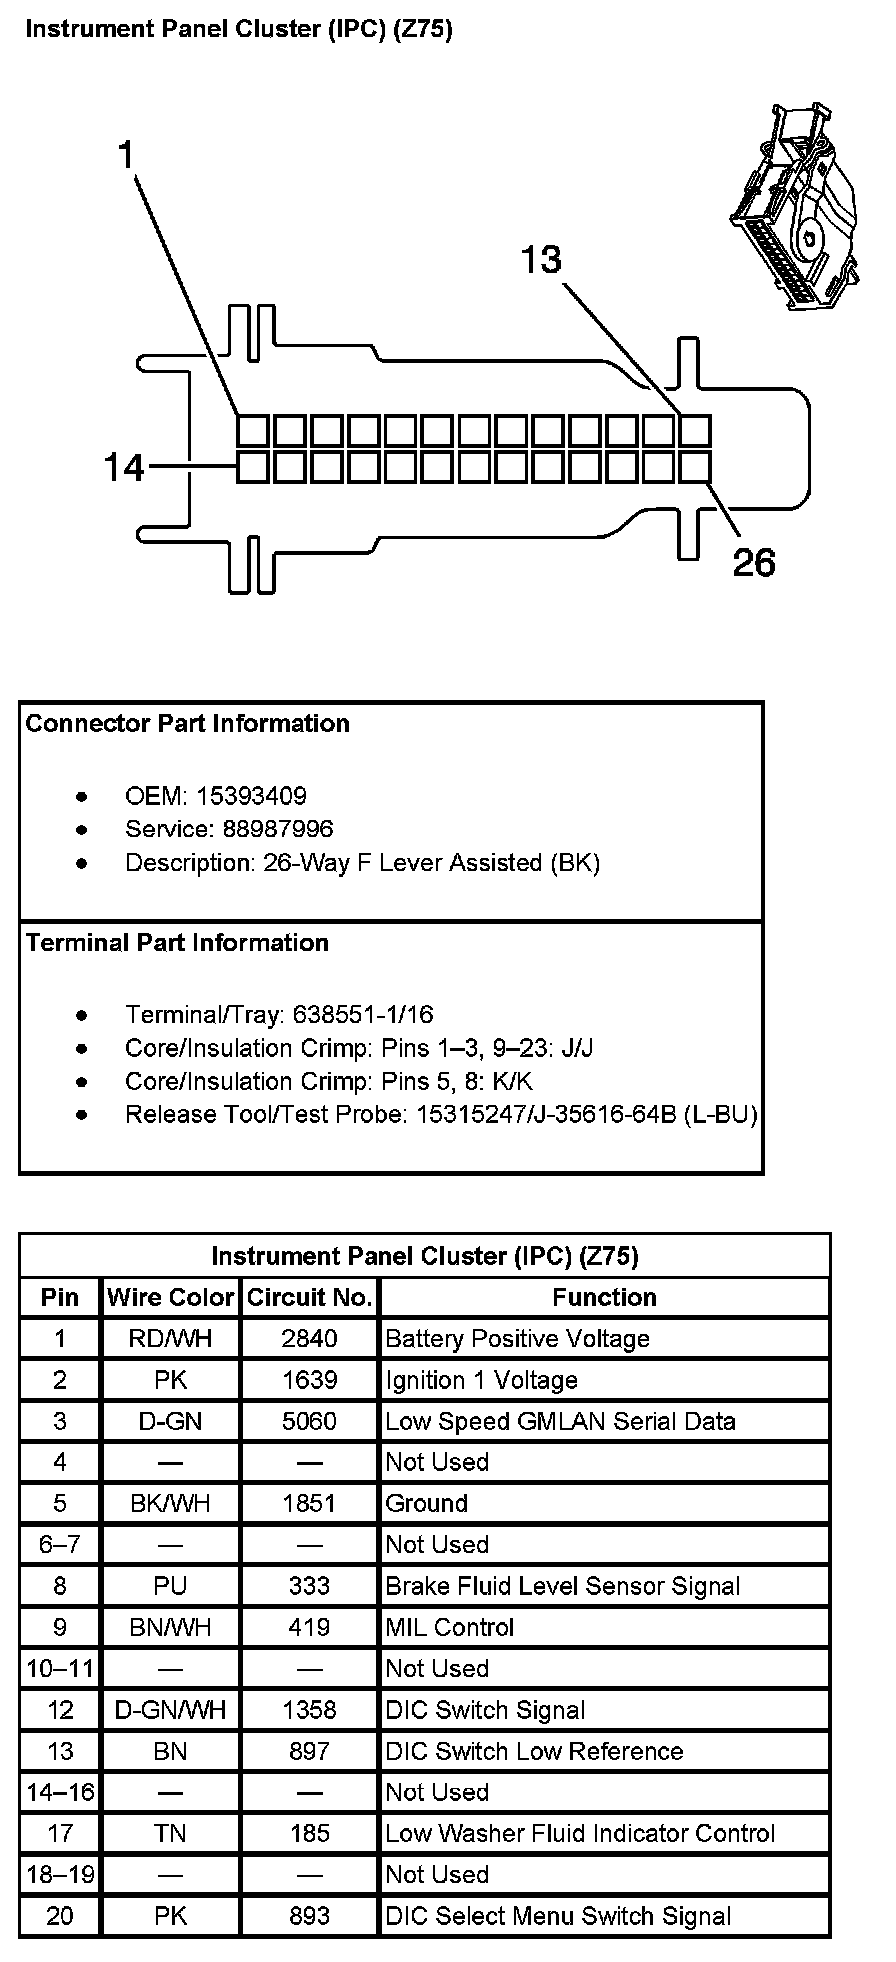 Instrument Panel Cluster (IPC) (Z75)
1
13
14
26
Connector Part Information
• OEM: 15393409
• Service: 88987996
• Description: 26-Way F Lever Assisted (BK)
Terminal Part Information
• Terminal/Tray: 638551-1/16
• Core/Insulation Crimp: Pins 1–3, 9–23: J/J
• Core/Insulation Crimp: Pins 5, 8: K/K
• Release Tool/Test Probe: 15315247/J-35616-64B (L-BU)
Instrument Panel Cluster (IPC) (Z75)
Pin Wire Color Circuit No. Function
1 RD/WH 2840 Battery Positive Voltage
2 PK 1639 Ignition 1 Voltage
3 D-GN 5060 Low Speed GMLAN Serial Data
4 — — Not Used
5 BK/WH 1851 Ground
6–7 — — Not Used
8 PU 333 Brake Fluid Level Sensor Signal
9 BN/WH 419 MIL Control
10–11 — — Not Used
12 D-GN/WH 1358 DIC Switch Signal
13 BN 897 DIC Switch Low Reference
14–16 — — Not Used
17 TN 185 Low Washer Fluid Indicator Control
18–19 — — Not Used
20 PK 893 DIC Select Menu Switch Signal